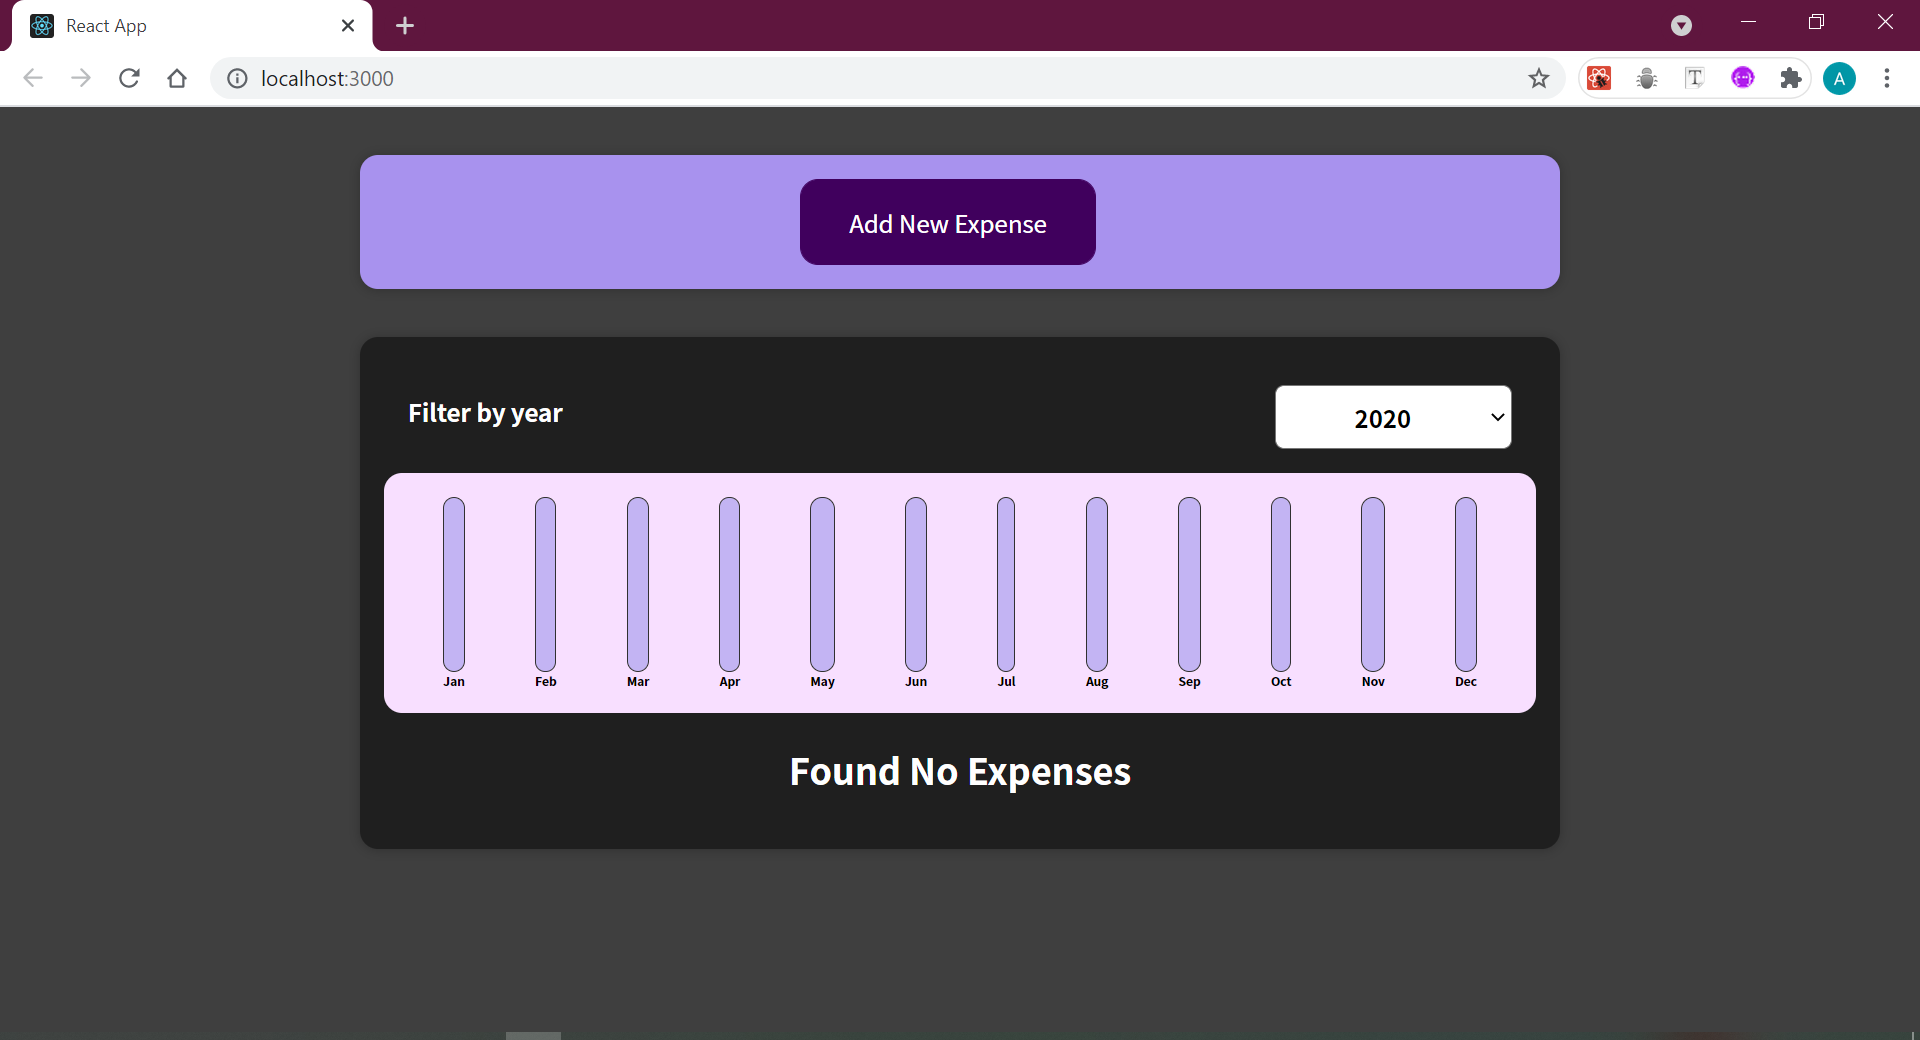 React App
localhost:3000
T
A
Add New Expense
Filter by year
2020
Jan Feb Mar Apr May Jun Jul Aug Sep Oct Nov Dec
Found No Expenses